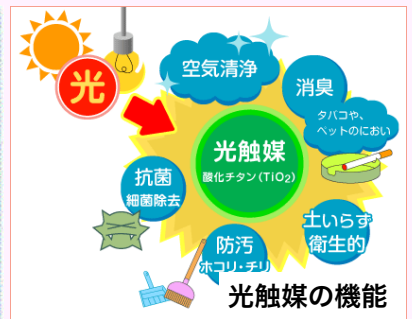 光
空気清浄
消臭
タバコや、
ペットのにおい
光触媒
酸化チタン(TiO2)
抗菌
細菌除去
土いらず
衛生的
防汚
ホコリ・チリ
光触媒の機能